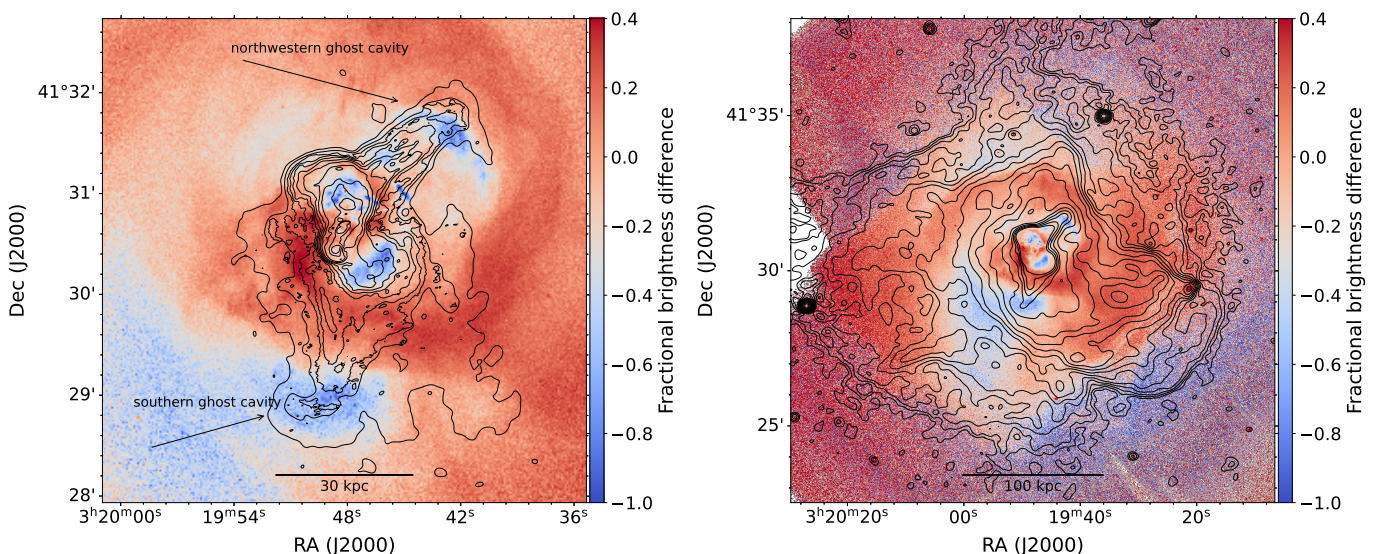 northwestern ghost cavity
southern ghost cavity
30 kpc
41°32'
31'
30'
29'
28'
Dec (J2000)
3ʰ20ᵐ00ˢ
19ᵐ54ˢ
48ˢ
42ˢ
36ˢ
RA (J2000)
0.4
0.2
0.0
−0.2
−0.4
−0.6
−0.8
−1.0
Fractional brightness difference
100 kpc
41°35'
30'
25'
Dec (J2000)
3ʰ20ᵐ20ˢ
00ˢ
19ᵐ40ˢ
20ˢ
RA (J2000)
0.4
0.2
0.0
−0.2
−0.4
−0.6
−0.8
−1.0
Fractional brightness difference